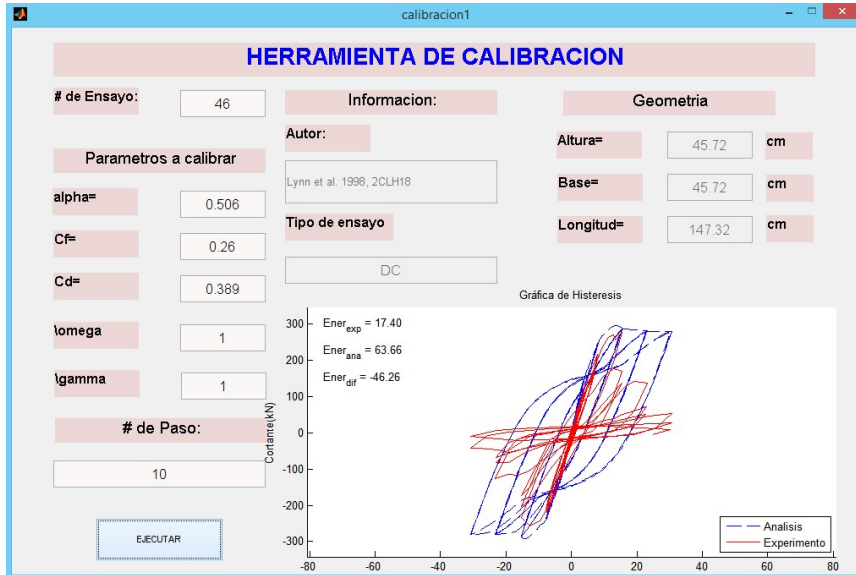 calibracion1
HERRAMIENTA DE CALIBRACION
# de Ensayo:
46
Parametros a calibrar
alpha=
0.506
Cf=
0.26
Cd=
0.389
\omega
1
\gamma
1
# de Paso:
10
EJECUTAR
Informacion:
Autor:
Lynn et al. 1998, 2CLH18
Tipo de ensayo
DC
Geometria
Altura=
45.72
cm
Base=
45.72
cm
Longitud=
147.32
cm
Gráfica de Histeresis
Cortante(kN)
300
200
100
0
-100
-200
-300
Ener_exp = 17.40
Ener_ana = 63.66
Ener_dif = -46.26
Analisis
Experimento
-80 -60 -40 -20 0 20 40 60 80